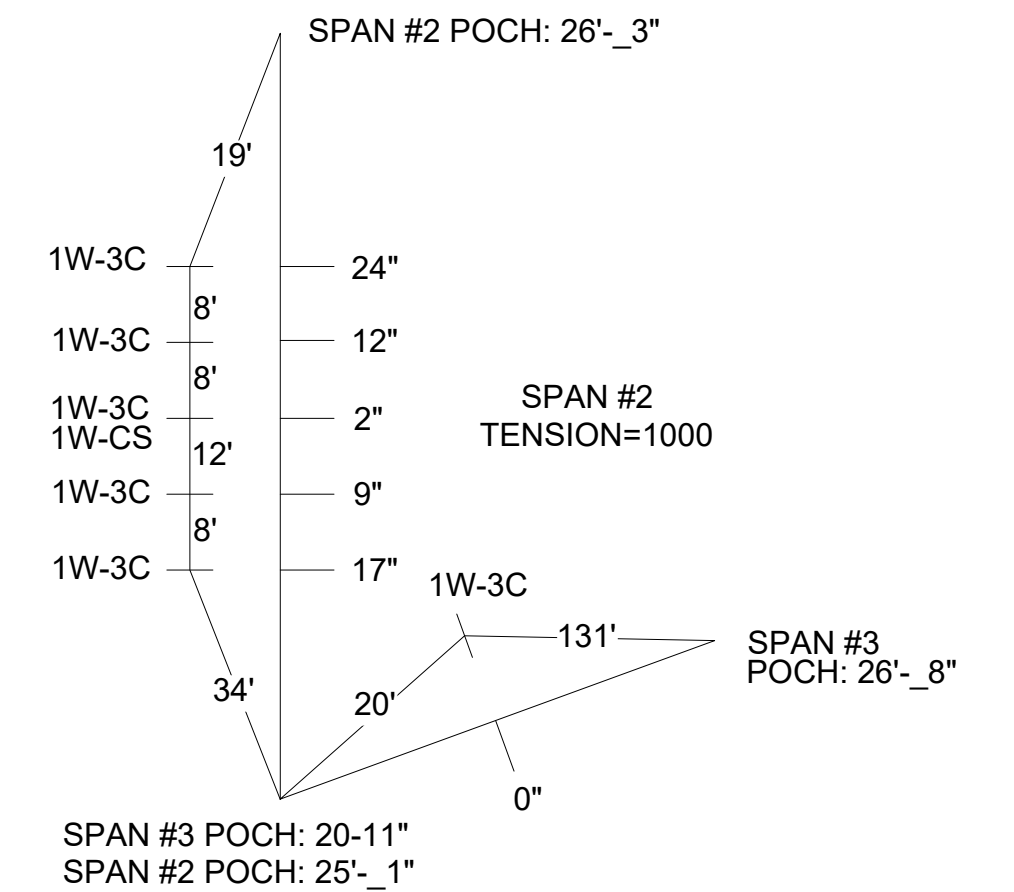 SPAN #2 POCH: 26'-_3"
19'
1W-3C
24"
8'
1W-3C
12"
8'
1W-3C
1W-CS
2"
SPAN #2
TENSION=1000
12'
1W-3C
9"
8'
1W-3C
17"
1W-3C
131'
SPAN #3
POCH: 26'-_8"
34'
20'
0"
SPAN #3 POCH: 20-11"
SPAN #2 POCH: 25'-_1"